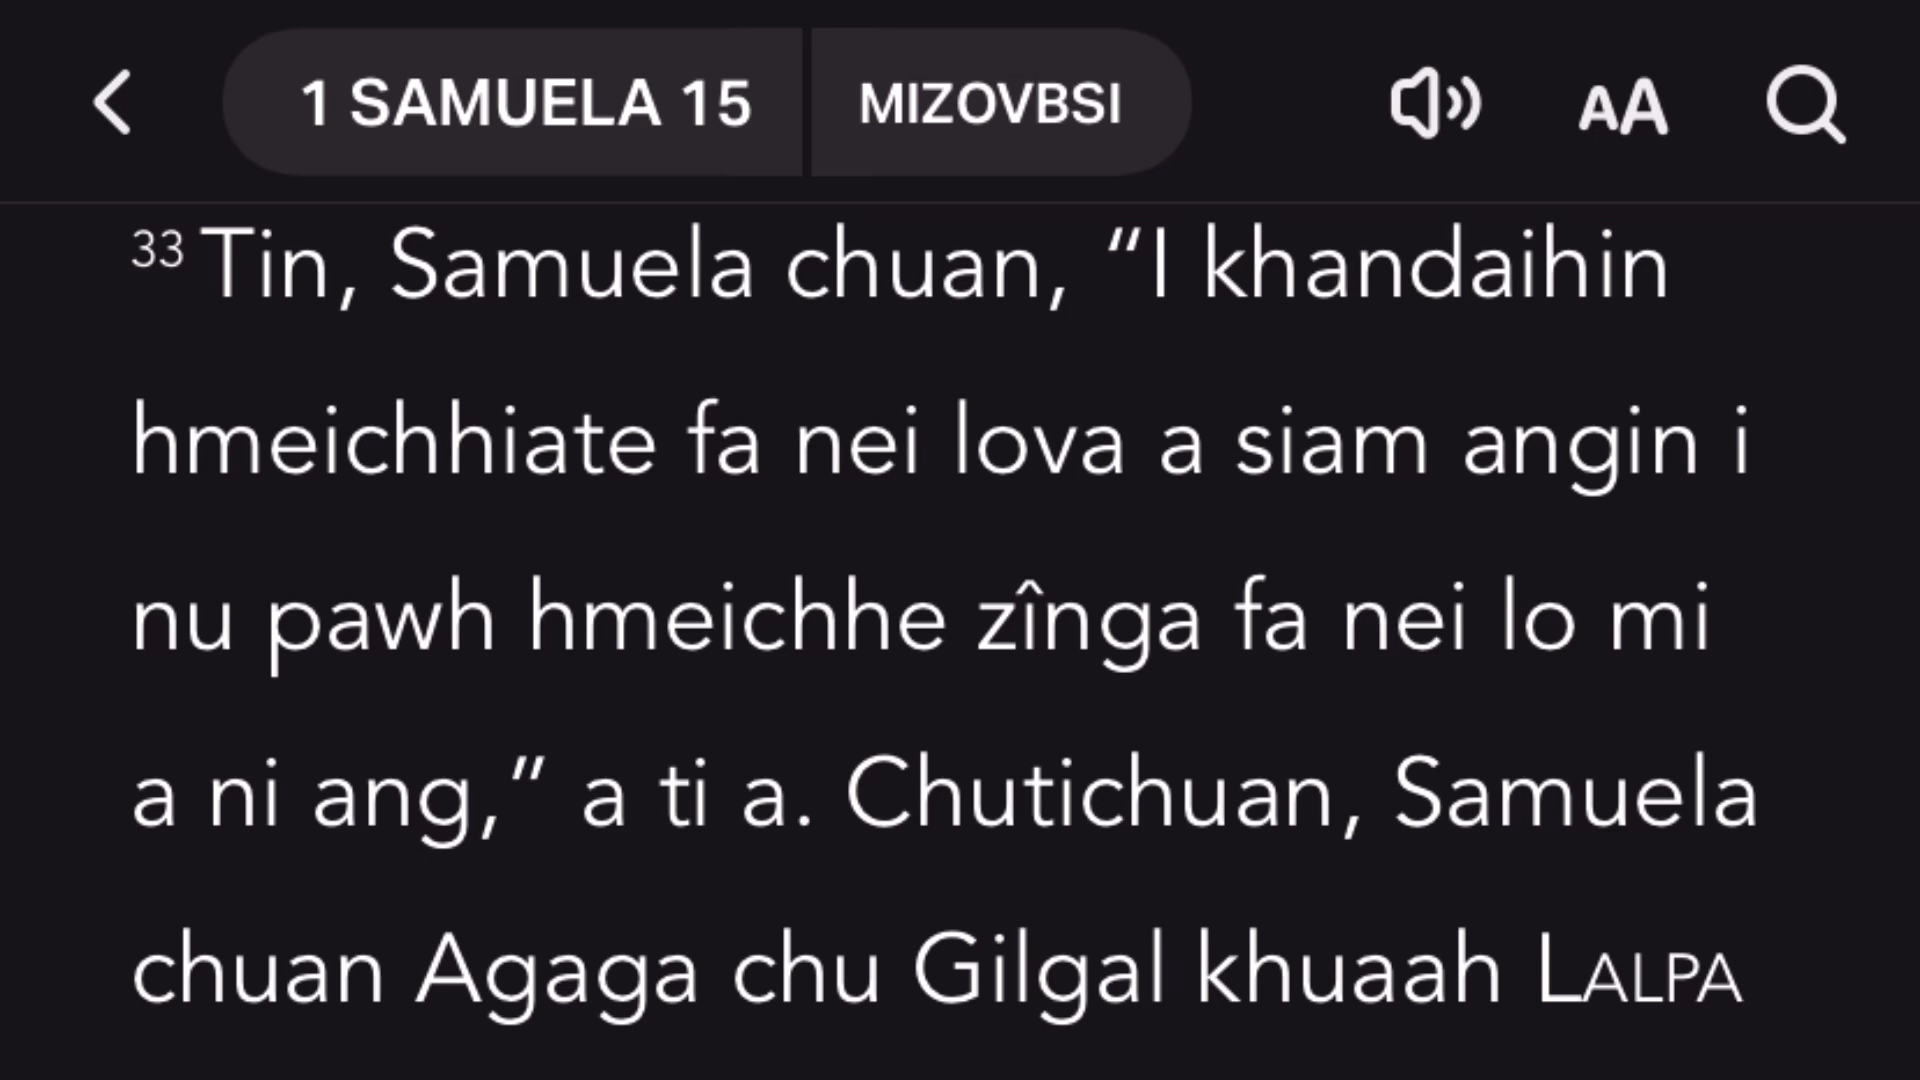 1 SAMUELA 15 MIZOVBSI AA
33 Tin, Samuela chuan, “I khandaihin
hmeichhiate fa nei lova a siam angin i
nu pawh hmeichhe zînga fa nei lo mi
a ni ang,” a ti a. Chutichuan, Samuela
chuan Agaga chu Gilgal khuaah LALPA